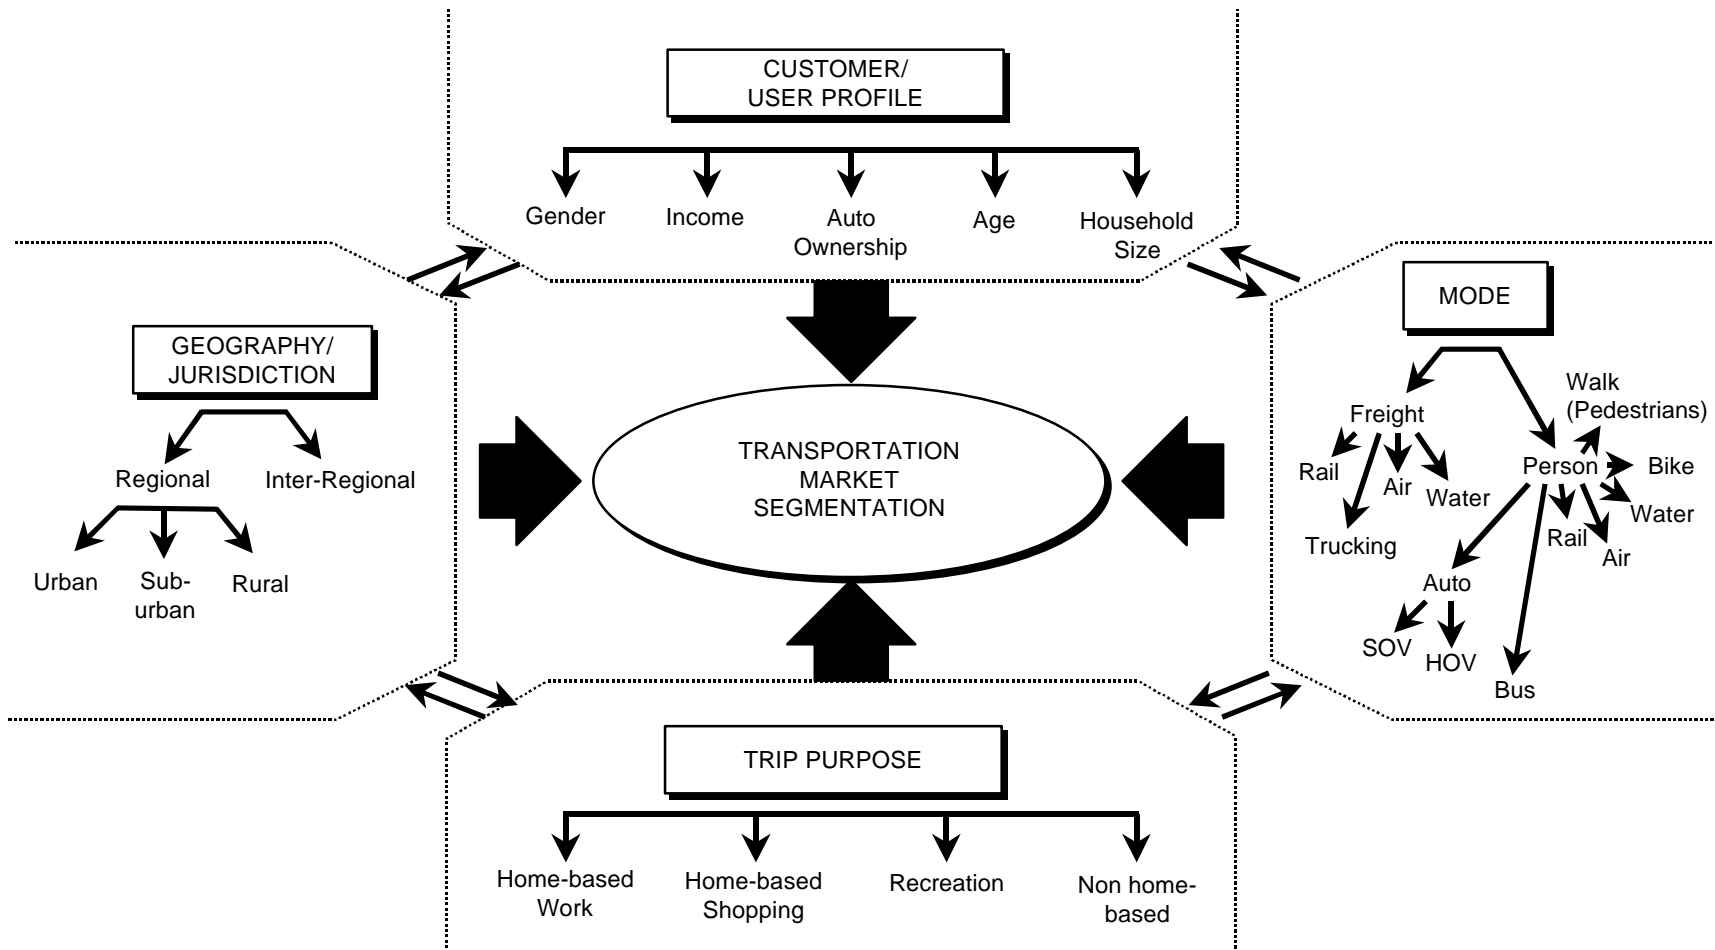 CUSTOMER/
USER PROFILE
Gender
Income
Auto
Ownership
Age
Household
Size
GEOGRAPHY/
JURISDICTION
Regional
Inter-Regional
Urban
Sub-
urban
Rural
TRANSPORTATION
MARKET
SEGMENTATION
MODE
Freight
Rail
Trucking
Air
Water
Person
Walk
(Pedestrians)
Bike
Water
Air
Rail
Auto
SOV
HOV
Bus
TRIP PURPOSE
Home-based
Work
Home-based
Shopping
Recreation
Non home-
based